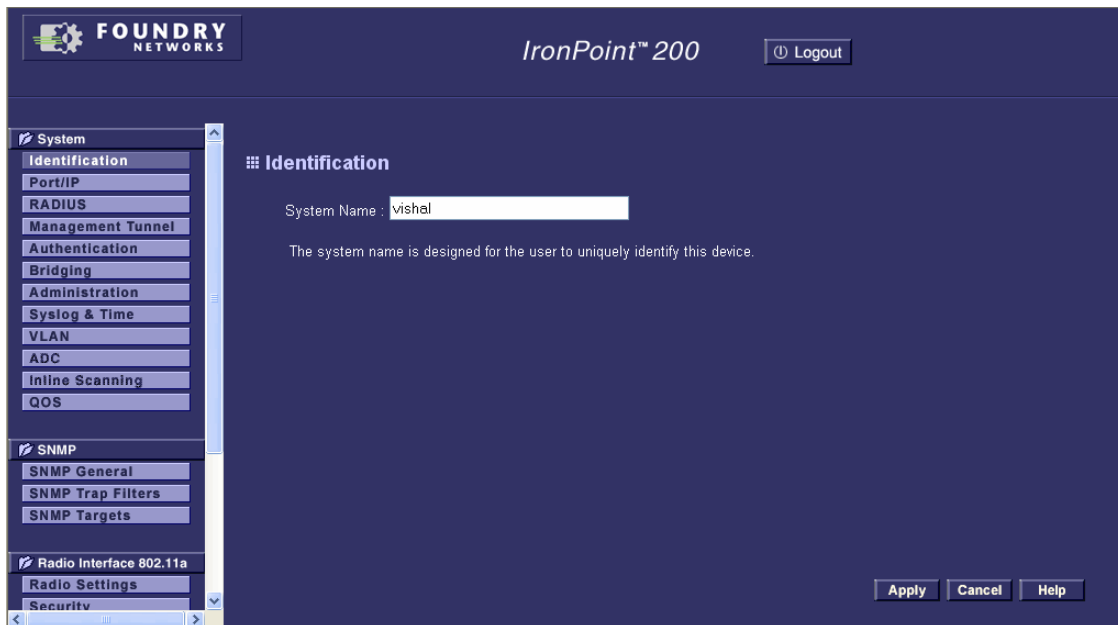 FOUNDRY
NETWORKS
IronPoint™ 200
Logout
System
Identification
Port/IP
RADIUS
Management Tunnel
Authentication
Bridging
Administration
Syslog & Time
VLAN
ADC
Inline Scanning
QOS
SNMP
SNMP General
SNMP Trap Filters
SNMP Targets
Radio Interface 802.11a
Radio Settings
Security
Identification
System Name : vishal
The system name is designed for the user to uniquely identify this device.
Apply Cancel Help